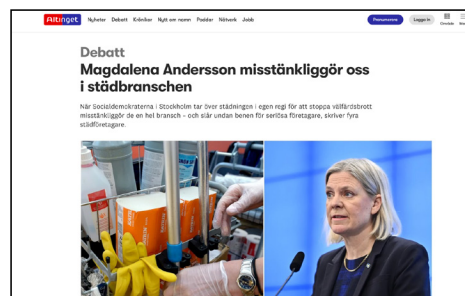 Altinget
Nyheter Debatt Krönikor Nytt om namn Poddar Nätverk Jobb
Prenumerera
Logga in
Område
Debatt
Magdalena Andersson misstänkliggör oss
i städbranschen
När Socialdemokraterna i Stockholm tar över städningen i egen regi för att stoppa välfärdsbrott
misstänkliggör de en hel bransch – och slår undan benen för seriösa företagare, skriver fyra
städföretagare.